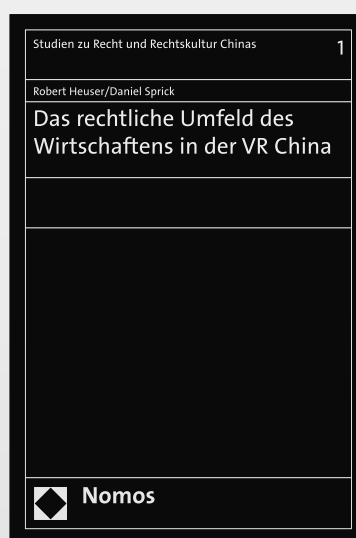 Studien zu Recht und Rechtskultur Chinas 1
Robert Heuser/Daniel Sprick
Das rechtliche Umfeld des
Wirtschaftens in der VR China
Nomos